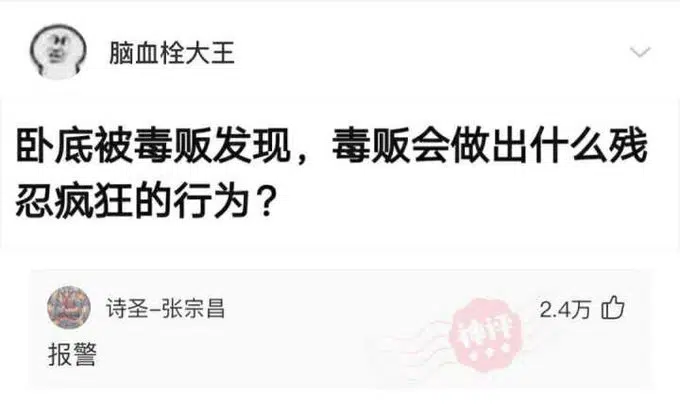 脑血栓大王
卧底被毒贩发现，毒贩会做出什么残
忍疯狂的行为？
诗圣-张宗昌
2.4万
报警
神评